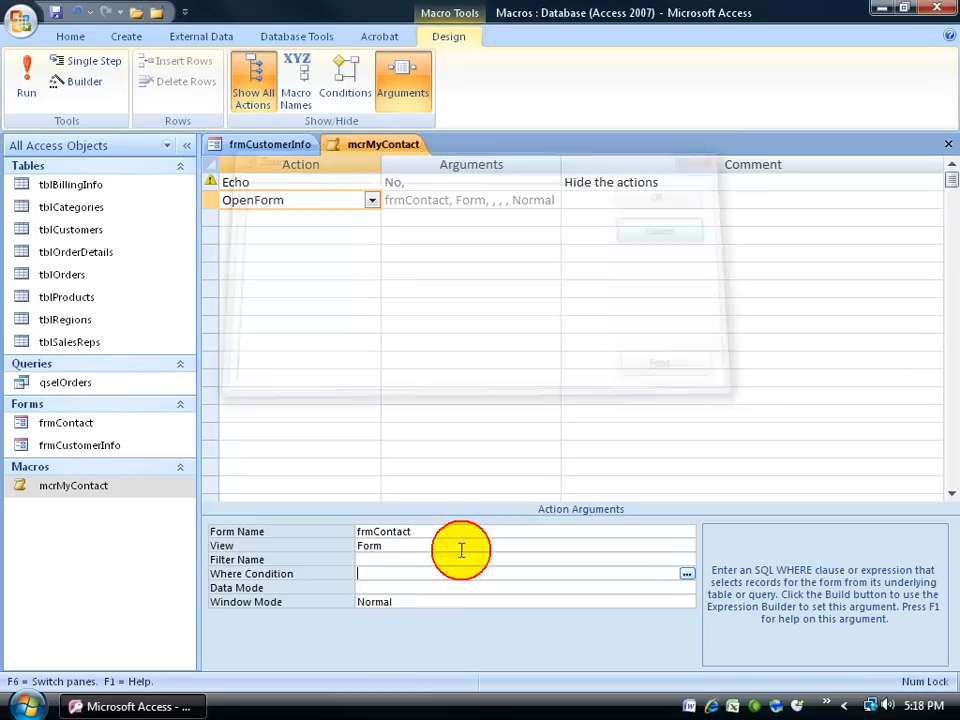 Macro Tools
Macros : Database (Access 2007) - Microsoft Access
Home
Create
External Data
Database Tools
Acrobat
Design
Run
Single Step
Builder
Tools
Insert Rows
Delete Rows
Rows
Show All
Actions
XYZ
Macro
Names
Conditions
Arguments
Show/Hide
All Access Objects
Tables
tblBillingInfo
tblCategories
tblCustomers
tblOrderDetails
tblOrders
tblProducts
tblRegions
tblSalesReps
Queries
qselOrders
Forms
frmContact
frmCustomerInfo
Macros
mcrMyContact
frmCustomerInfo
mcrMyContact
Action
Arguments
Comment
Echo
No,
Hide the actions
OpenForm
frmContact, Form, , , , Normal
Action Arguments
Form Name
frmContact
View
Form
Filter Name
Where Condition
Data Mode
Window Mode
Normal
Enter an SQL WHERE clause or expression that
selects records for the form from its underlying
table or query. Click the Build button to use the
Expression Builder to set this argument. Press F1
for help on this argument.
F6 = Switch panes. F1 = Help.
Num Lock
Microsoft Access - ...
5:18 PM